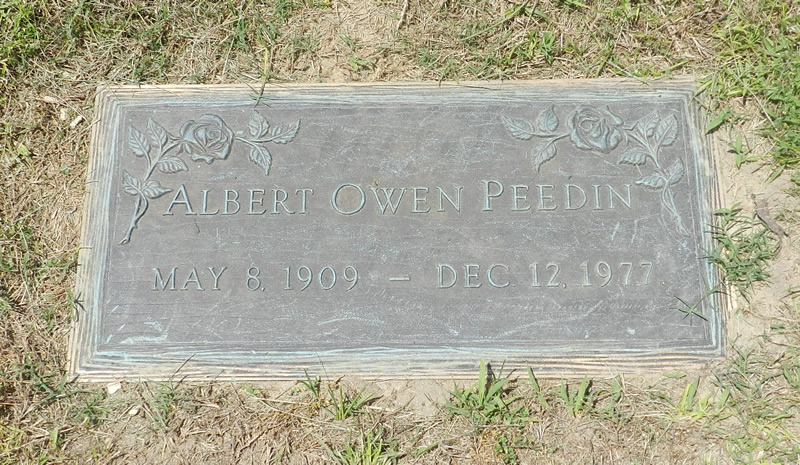 ALBERT OWEN PEEDIN
MAY 8, 1909 – DEC 12, 1977